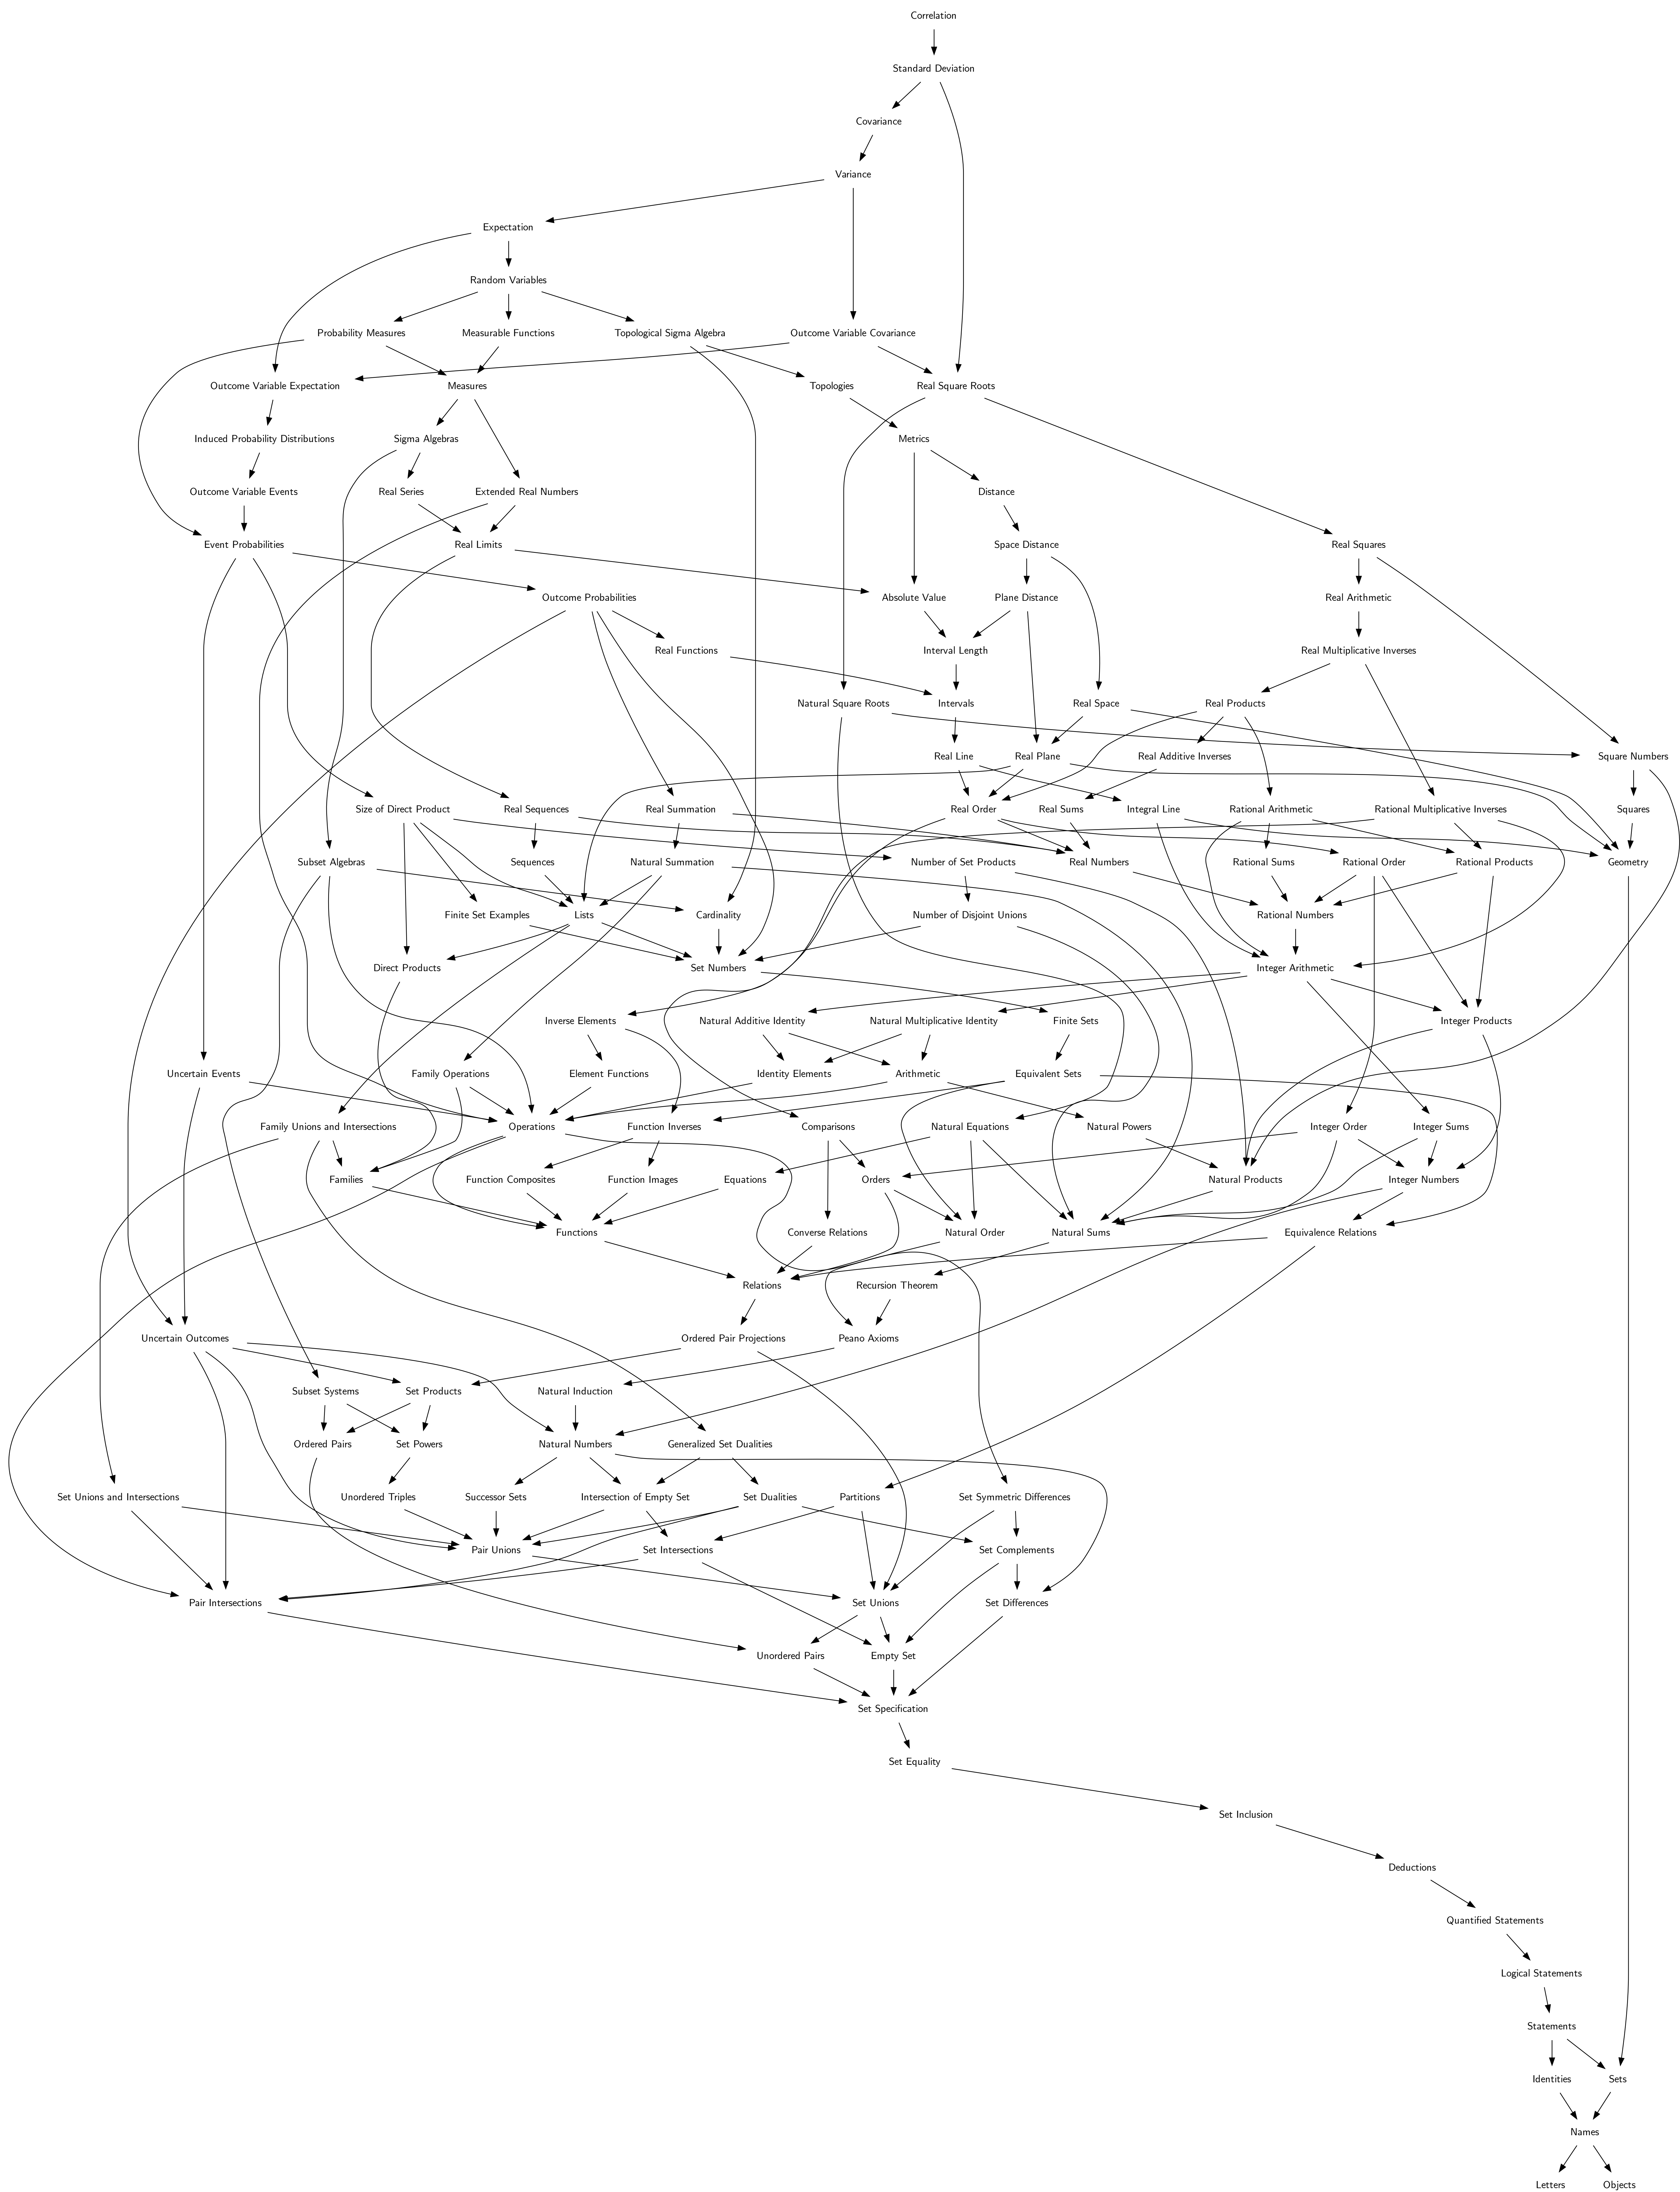 Correlation
Standard Deviation
Covariance
Variance
Expectation
Random Variables
Probability Measures
Measurable Functions
Topological Sigma Algebra
Outcome Variable Covariance
Outcome Variable Expectation
Measures
Topologies
Real Square Roots
Induced Probability Distributions
Sigma Algebras
Metrics
Outcome Variable Events
Real Series
Extended Real Numbers
Distance
Event Probabilities
Real Limits
Space Distance
Real Squares
Outcome Probabilities
Absolute Value
Plane Distance
Real Arithmetic
Real Functions
Interval Length
Real Multiplicative Inverses
Natural Square Roots
Intervals
Real Space
Real Products
Real Line
Real Plane
Real Additive Inverses
Square Numbers
Size of Direct Product
Real Sequences
Real Summation
Real Order
Real Sums
Integral Line
Rational Arithmetic
Rational Multiplicative Inverses
Squares
Subset Algebras
Sequences
Natural Summation
Number of Set Products
Real Numbers
Rational Sums
Rational Order
Rational Products
Geometry
Finite Set Examples
Lists
Cardinality
Number of Disjoint Unions
Rational Numbers
Direct Products
Set Numbers
Integer Arithmetic
Inverse Elements
Natural Additive Identity
Natural Multiplicative Identity
Finite Sets
Integer Products
Uncertain Events
Family Operations
Element Functions
Identity Elements
Arithmetic
Equivalent Sets
Family Unions and Intersections
Operations
Function Inverses
Comparisons
Natural Equations
Natural Powers
Integer Order
Integer Sums
Families
Function Composites
Function Images
Equations
Orders
Natural Products
Integer Numbers
Functions
Converse Relations
Natural Order
Natural Sums
Equivalence Relations
Relations
Recursion Theorem
Uncertain Outcomes
Ordered Pair Projections
Peano Axioms
Subset Systems
Set Products
Natural Induction
Ordered Pairs
Set Powers
Natural Numbers
Generalized Set Dualities
Set Unions and Intersections
Unordered Triples
Successor Sets
Intersection of Empty Set
Set Dualities
Partitions
Set Symmetric Differences
Pair Unions
Set Intersections
Set Complements
Pair Intersections
Set Unions
Set Differences
Unordered Pairs
Empty Set
Set Specification
Set Equality
Set Inclusion
Deductions
Quantified Statements
Logical Statements
Statements
Identities
Sets
Names
Letters
Objects